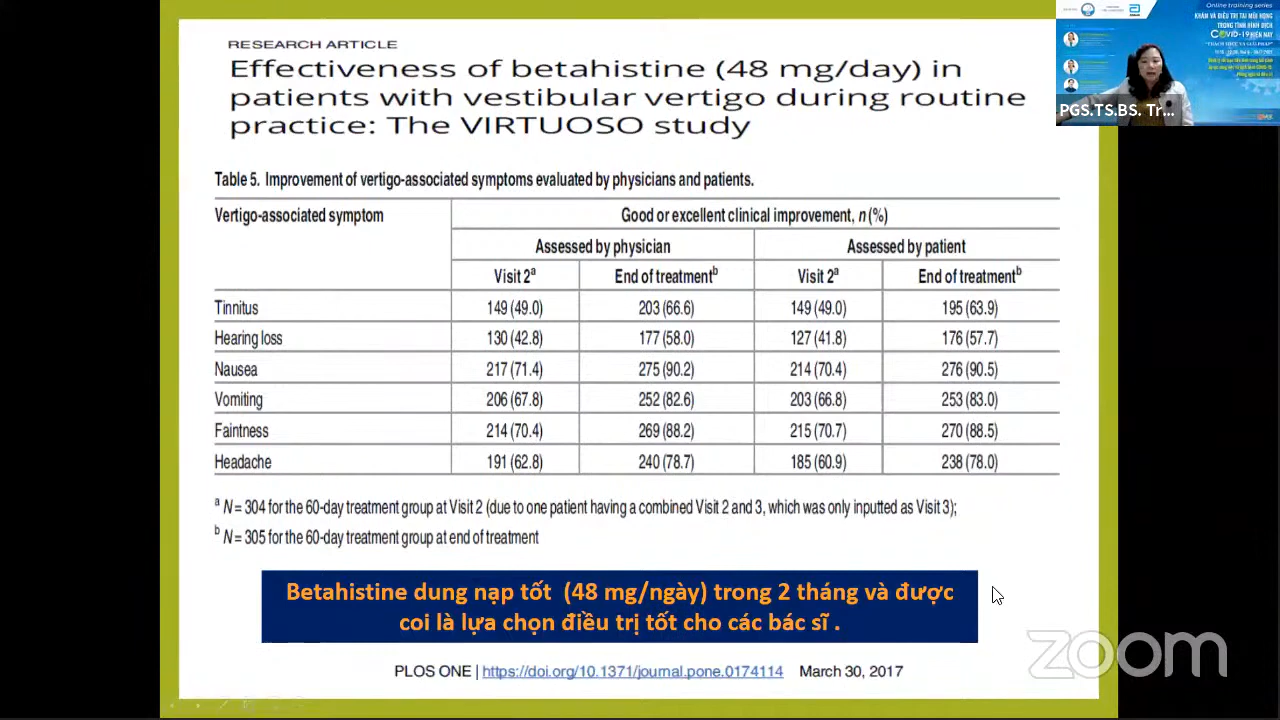 RESEARCH ARTICLE
Effectiveness of betahistine (48 mg/day) in
patients with vestibular vertigo during routine
practice: The VIRTUOSO study
Table 5. Improvement of vertigo-associated symptoms evaluated by physicians and patients.
Vertigo-associated symptom Good or excellent clinical improvement, n (%)
Assessed by physician Assessed by patient
Visit 2a End of treatmentb Visit 2a End of treatmentb
Tinnitus 149 (49.0) 203 (66.6) 149 (49.0) 195 (63.9)
Hearing loss 130 (42.8) 177 (58.0) 127 (41.8) 176 (57.7)
Nausea 217 (71.4) 275 (90.2) 214 (70.4) 276 (90.5)
Vomiting 206 (67.8) 252 (82.6) 203 (66.8) 253 (83.0)
Faintness 214 (70.4) 269 (88.2) 215 (70.7) 270 (88.5)
Headache 191 (62.8) 240 (78.7) 185 (60.9) 238 (78.0)
a N = 304 for the 60-day treatment group at Visit 2 (due to one patient having a combined Visit 2 and 3, which was only inputted as Visit 3);
b N = 305 for the 60-day treatment group at end of treatment
Betahistine dung nạp tốt (48 mg/ngày) trong 2 tháng và được
coi là lựa chọn điều trị tốt cho các bác sĩ .
PLOS ONE | https://doi.org/10.1371/journal.pone.0174114 March 30, 2017
Online training series
KHÁM VÀ ĐIỀU TRỊ TAI MŨI HỌNG
TRONG TÌNH HÌNH DỊCH
COVID-19 HIỆN NAY
PGS.TS.BS. Tr...
zoom